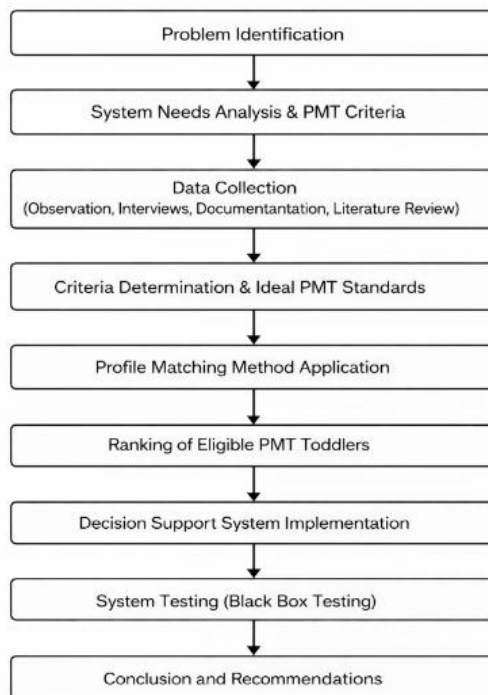 Problem Identification
System Needs Analysis & PMT Criteria
Data Collection
(Observation, Interviews, Documentantation, Literature Review)
Criteria Determination & Ideal PMT Standards
Profile Matching Method Application
Ranking of Eligible PMT Toddlers
Decision Support System Implementation
System Testing (Black Box Testing)
Conclusion and Recommendations